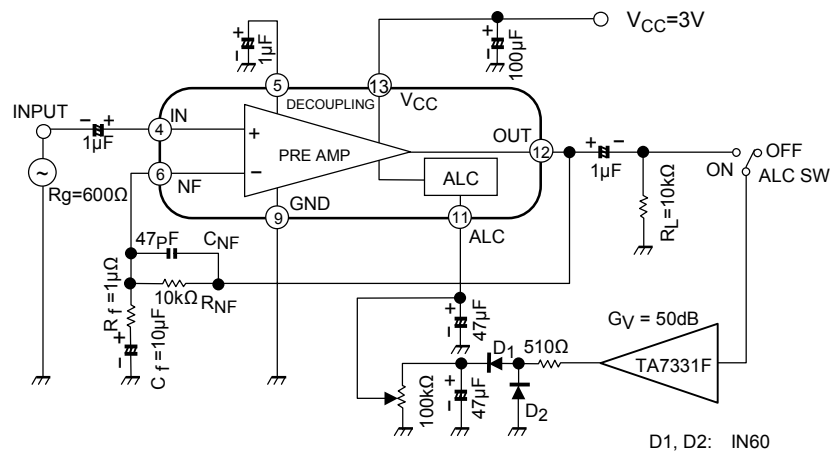 VCC=3V
1μF
100μF
5
13
DECOUPLING
VCC
INPUT
IN
4
1μF
PRE AMP
OUT
12
ALC
6
NF
Rg=600Ω
GND
9
11
ALC
1μF
RL=10kΩ
OFF
ON
ALC SW
47PF
CNF
10kΩ
RNF
Rf=1μΩ
Cf=10μF
47μF
GV = 50dB
TA7331F
D1
510Ω
D2
100kΩ
47μF
D1, D2: IN60